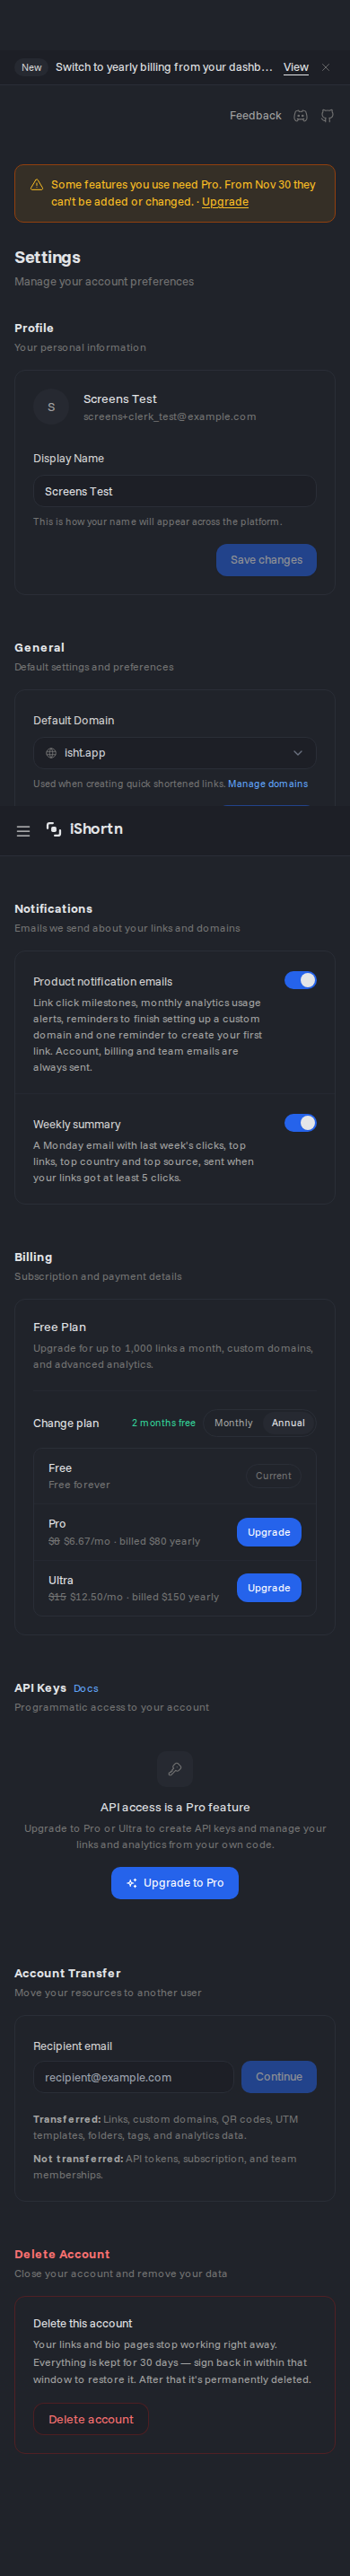 New Switch to yearly billing from your dashb... View
Feedback
Some features you use need Pro. From Nov 30 they
can't be added or changed. · Upgrade
Settings
Manage your account preferences
Profile
Your personal information
S
Screens Test
screens+clerk_test@example.com
Display Name
Screens Test
This is how your name will appear across the platform.
Save changes
General
Default settings and preferences
Default Domain
isht.app
Used when creating quick shortened links. Manage domains
IShortn
Notifications
Emails we send about your links and domains
Product notification emails
Link click milestones, monthly analytics usage
alerts, reminders to finish setting up a custom
domain and one reminder to create your first
link. Account, billing and team emails are
always sent.
Weekly summary
A Monday email with last week's clicks, top
links, top country and top source, sent when
your links got at least 5 clicks.
Billing
Subscription and payment details
Free Plan
Upgrade for up to 1,000 links a month, custom domains,
and advanced analytics.
Change plan 2 months free Monthly Annual
Free
Free forever
Current
Pro
$8 $6.67/mo · billed $80 yearly
Upgrade
Ultra
$15 $12.50/mo · billed $150 yearly
Upgrade
API Keys Docs
Programmatic access to your account
API access is a Pro feature
Upgrade to Pro or Ultra to create API keys and manage your
links and analytics from your own code.
Upgrade to Pro
Account Transfer
Move your resources to another user
Recipient email
recipient@example.com Continue
Transferred: Links, custom domains, QR codes, UTM
templates, folders, tags, and analytics data.
Not transferred: API tokens, subscription, and team
memberships.
Delete Account
Close your account and remove your data
Delete this account
Your links and bio pages stop working right away.
Everything is kept for 30 days — sign back in within that
window to restore it. After that it's permanently deleted.
Delete account